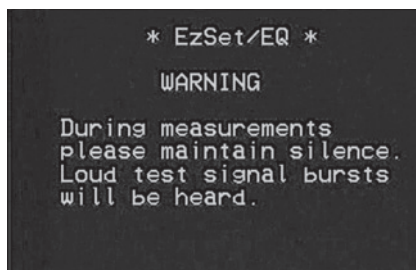 * EzSet/EQ *
WARNING
During measurements
please maintain silence.
Loud test signal bursts
will be heard.